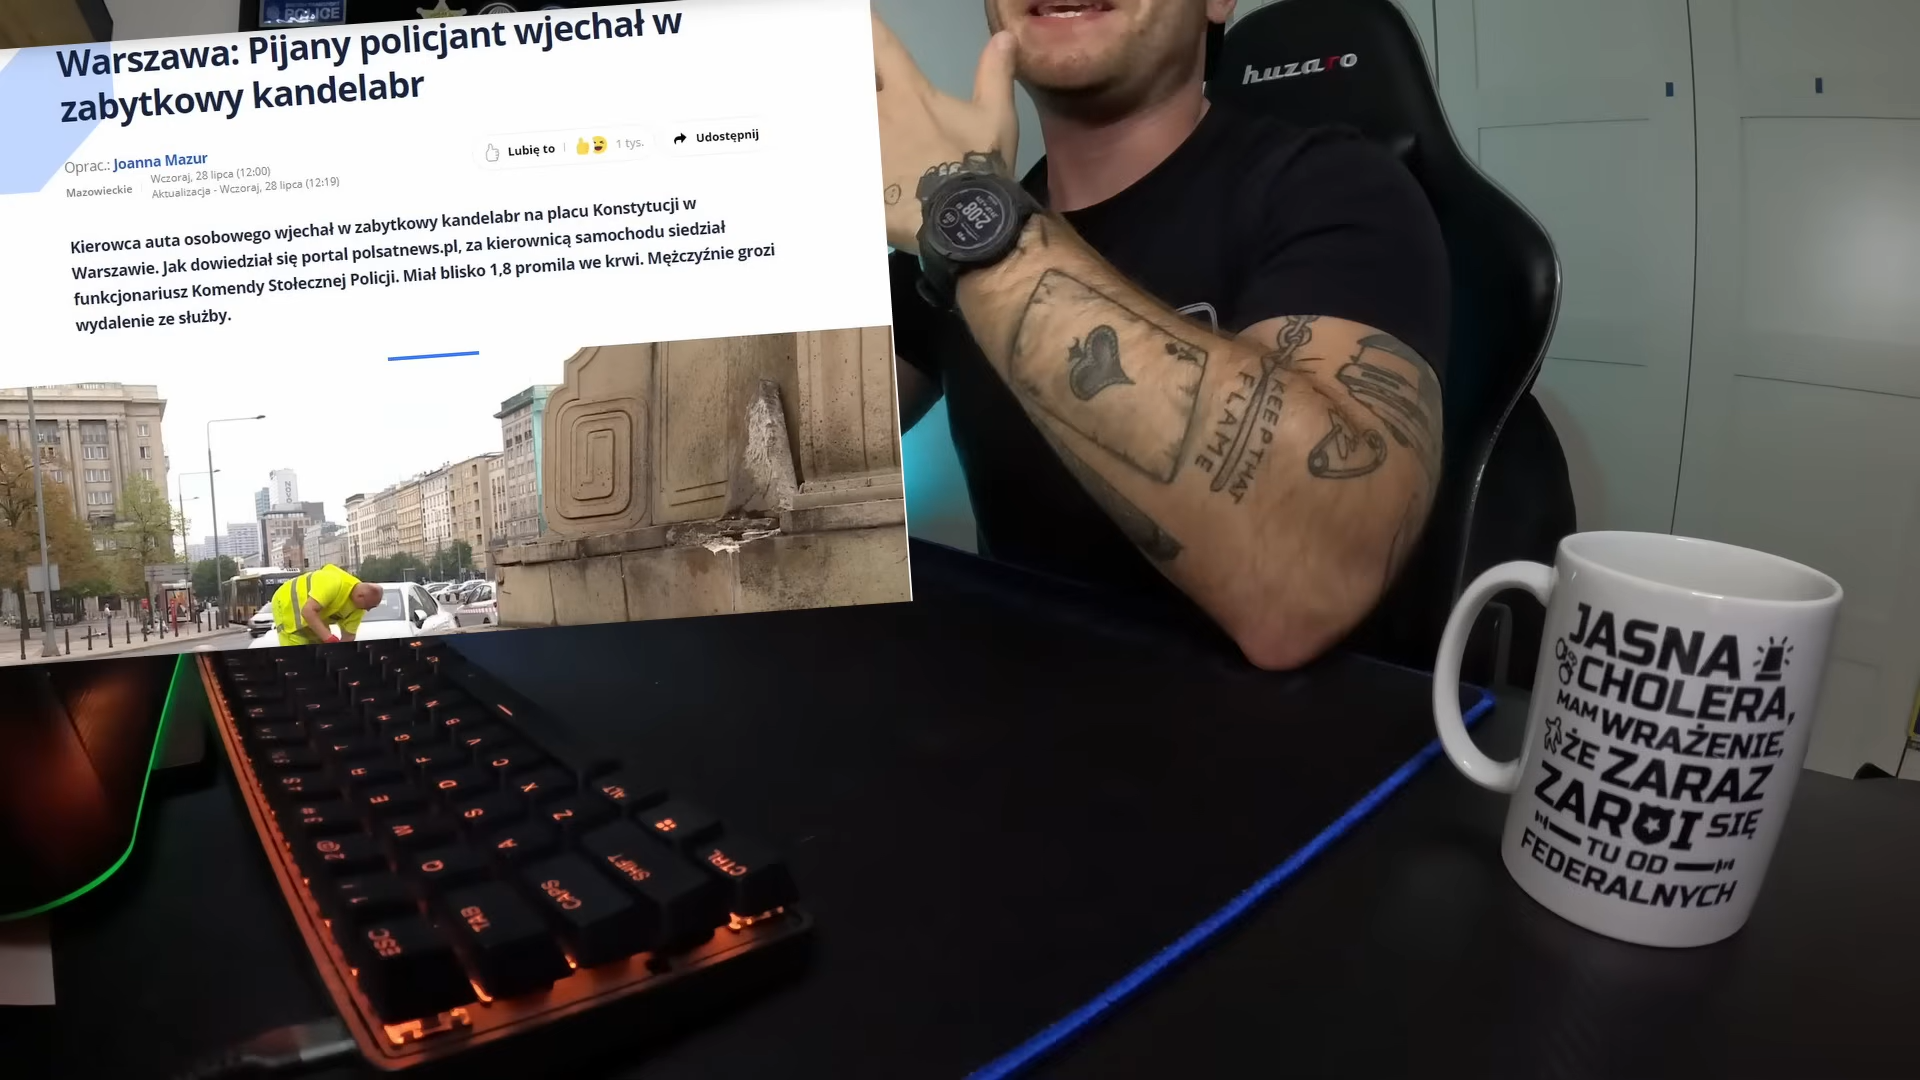 POLICE
Warszawa: Pijany policjant wjechał w
zabytkowy kandelabr
Oprac.: Joanna Mazur
Mazowieckie
Wczoraj, 28 lipca (12:00)
Aktualizacja - Wczoraj, 28 lipca (12:19)
Lubię to
1 tys.
Udostępnij
Kierowca auta osobowego wjechał w zabytkowy kandelabr na placu Konstytucji w
Warszawie. Jak dowiedział się portal polsatnews.pl, za kierownicą samochodu siedział
funkcjonariusz Komendy Stołecznej Policji. Miał blisko 1,8 promila we krwi. Mężczyźnie grozi
wydalenie ze służby.
huzaro
2:08
KEEP THAT
FLAME
JASNA
CHOLERA,
MAM WRAŻENIE,
ŻE ZARAZ
ZAROI SIĘ
TU OD
FEDERALNYCH
ESC
TAB
CAPS
SHIFT
CTRL
ALT
Q
A
Z
W
S
X
E
D
C
F
V
G
B